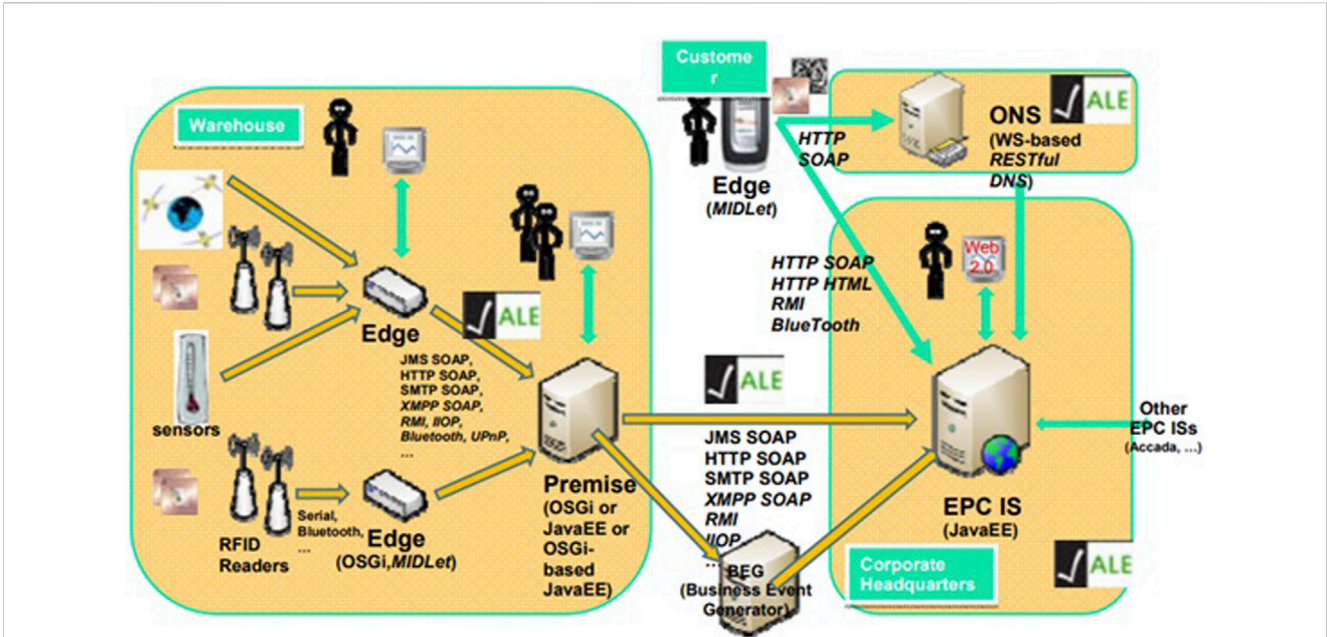 Warehouse
Custome
r
HTTP
SOAP
ONS
(WS-based
RESTful
DNS)
ALE
Edge
(MIDLet)
Web
2.0
HTTP SOAP
HTTP HTML
RMI
BlueTooth
Edge
ALE
JMS SOAP,
HTTP SOAP,
SMTP SOAP,
XMPP SOAP,
RMI, IIOP,
Bluetooth, UPnP,
...
sensors
ALE
JMS SOAP
HTTP SOAP
SMTP SOAP
XMPP SOAP
RMI
IIOP
...
Other
EPC ISs
(Accada, ...)
Premise
(OSGi or
JavaEE or
OSGi-
based
JavaEE)
EPC IS
(JavaEE)
RFID
Readers
Serial,
Bluetooth,
...
Edge
(OSGi,MIDLet)
BEG
(Business Event
Generator)
Corporate
Headquarters
ALE